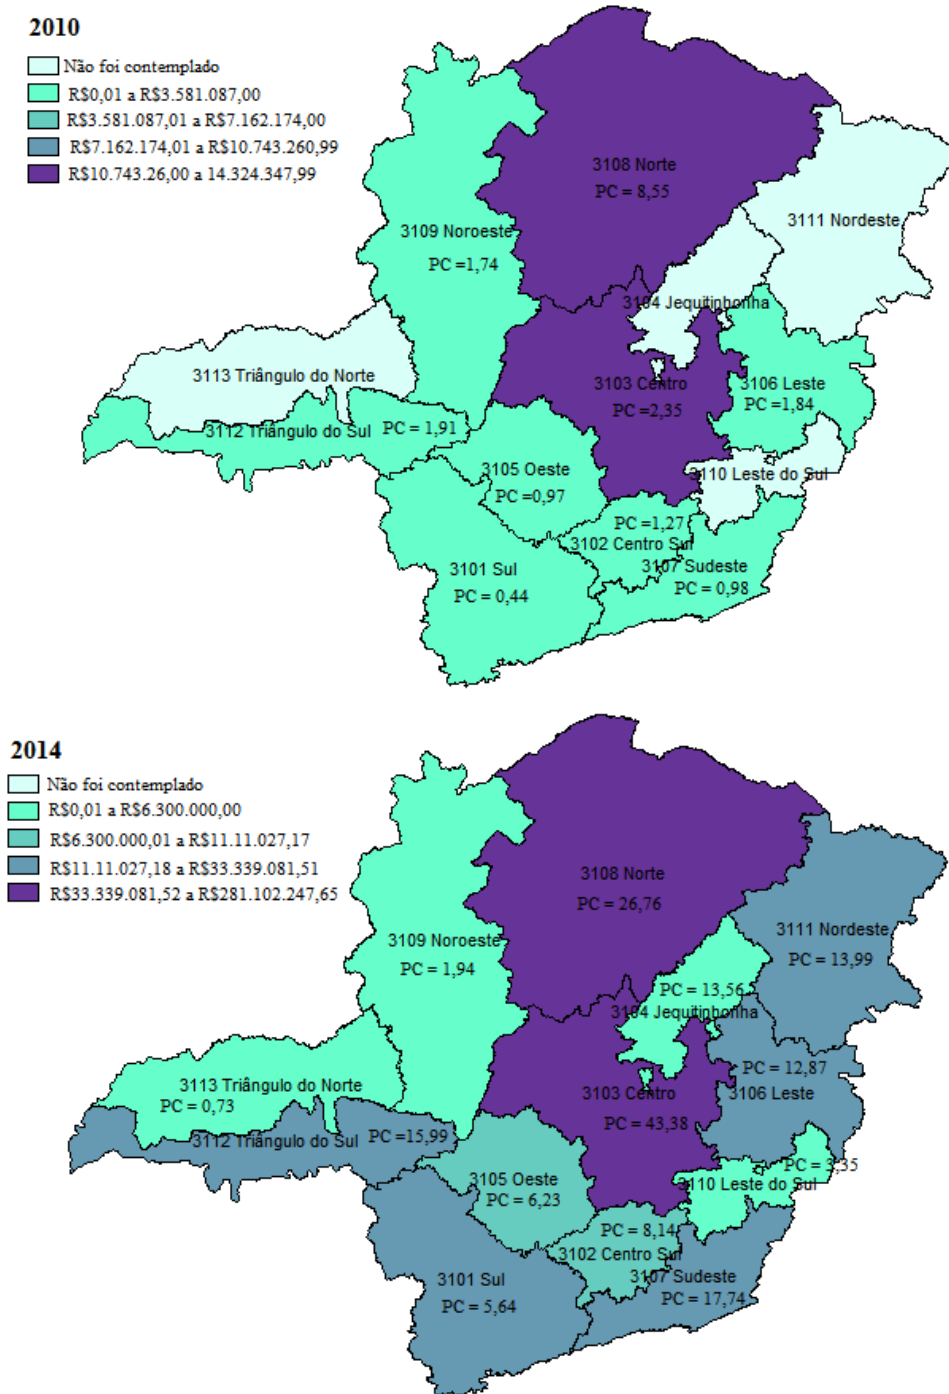 2010
Não foi contemplado
R$0,01 a R$3.581.087,00
R$3.581.087,01 a R$7.162.174,00
R$7.162.174,01 a R$10.743.260,99
R$10.743.26,00 a 14.324.347,99
3108 Norte
PC = 8,55
3111 Nordeste
3109 Noroeste
PC =1,74
3104 Jequitinhonha
3113 Triângulo do Norte
3103 Centro
PC =2,35
3106 Leste
PC =1,84
3112 Triângulo do Sul
PC = 1,91
3105 Oeste
PC =0,97
3110 Leste do Sul
PC =1,27
3102 Centro Sul
3101 Sul
PC = 0,44
3107 Sudeste
PC = 0,98
2014
Não foi contemplado
R$0,01 a R$6.300.000,00
R$6.300.000,01 a R$11.11.027,17
R$11.11.027,18 a R$33.339.081,51
R$33.339.081,52 a R$281.102.247,65
3108 Norte
PC = 26,76
3111 Nordeste
PC = 13,99
3109 Noroeste
PC = 1,94
PC = 13,56
3104 Jequitinhonha
3113 Triângulo do Norte
PC = 0,73
3103 Centro
PC = 43,38
PC = 12,87
3106 Leste
3112 Triângulo do Sul
PC =15,99
3105 Oeste
PC = 6,23
PC = 3,35
3110 Leste do Sul
PC = 8,14
3102 Centro Sul
3101 Sul
PC = 5,64
3107 Sudeste
PC = 17,74